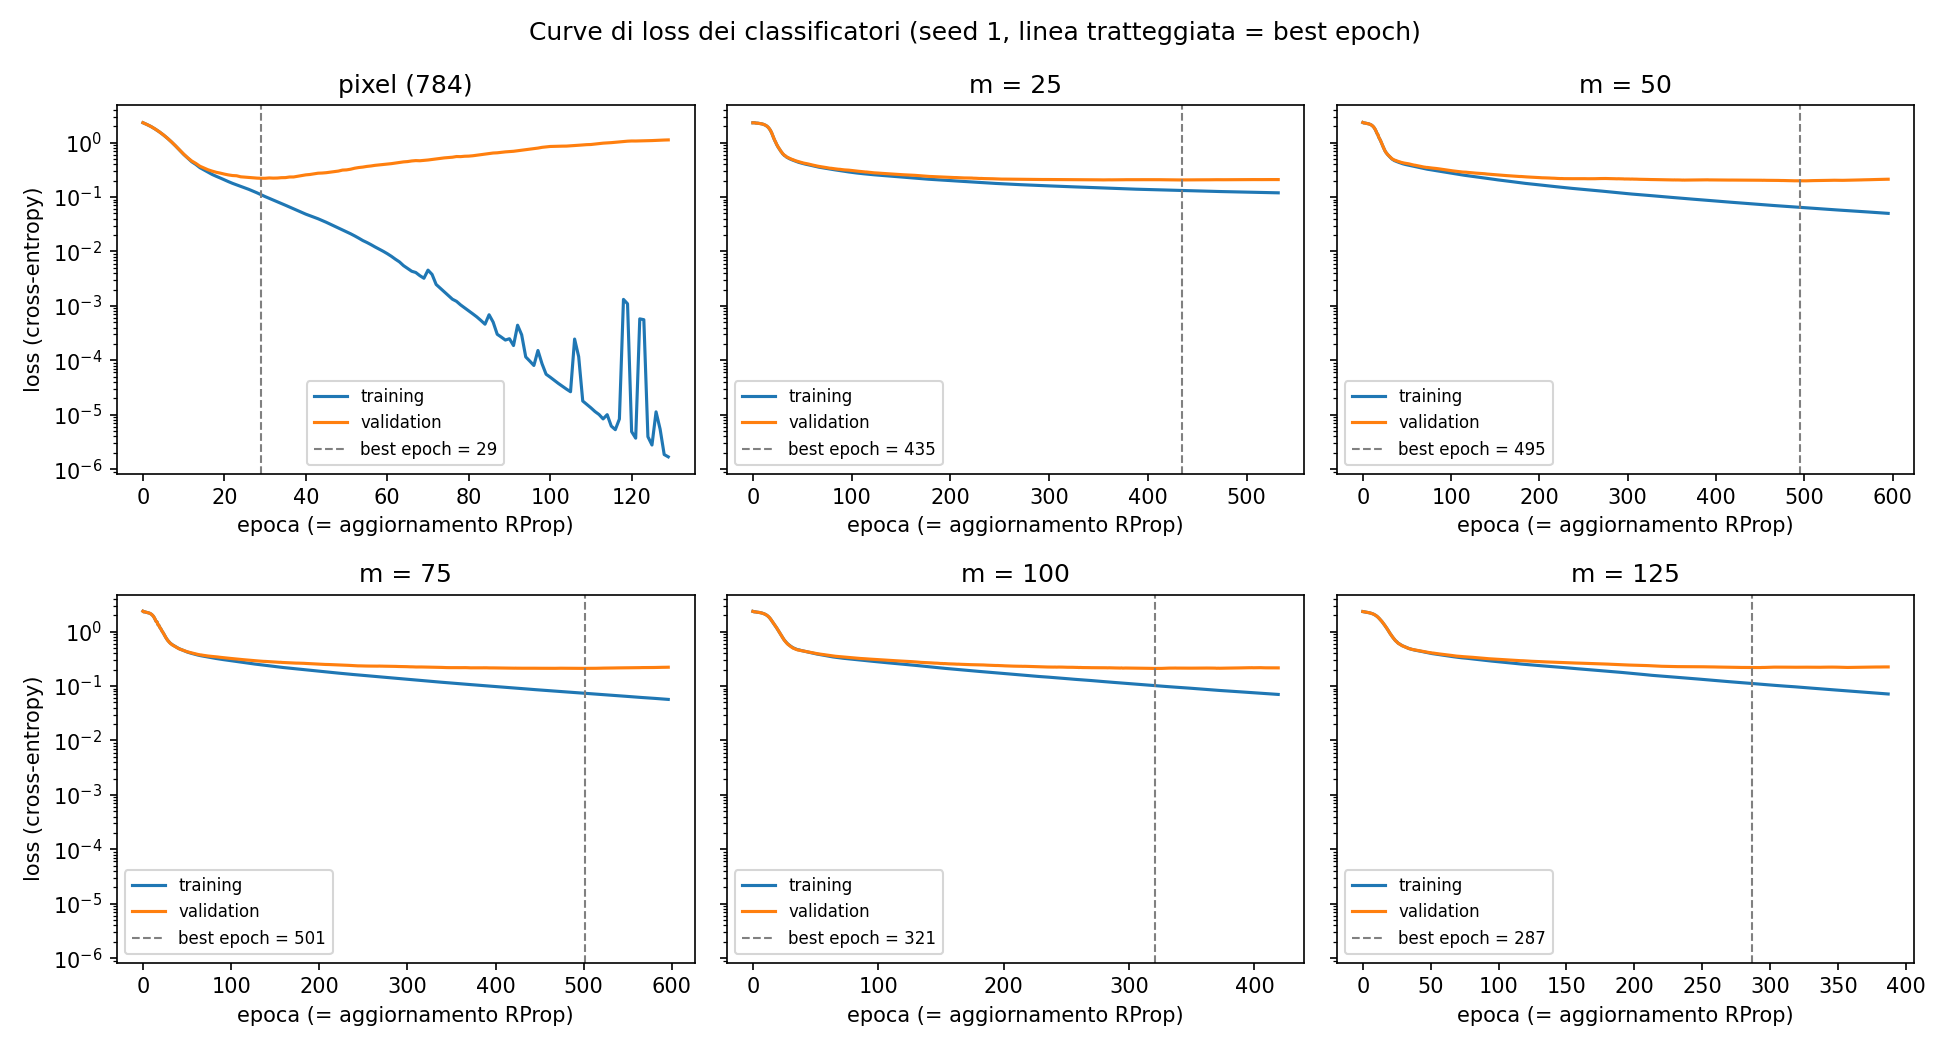 Curve di loss dei classificatori (seed 1, linea tratteggiata = best epoch)
pixel (784)
loss (cross-entropy)
10^0
10^-1
10^-2
10^-3
10^-4
10^-5
10^-6
training
validation
best epoch = 29
0 20 40 60 80 100 120
epoca (= aggiornamento RProp)
m = 25
training
validation
best epoch = 435
0 100 200 300 400 500
epoca (= aggiornamento RProp)
m = 50
training
validation
best epoch = 495
0 100 200 300 400 500 600
epoca (= aggiornamento RProp)
m = 75
loss (cross-entropy)
10^0
10^-1
10^-2
10^-3
10^-4
10^-5
10^-6
training
validation
best epoch = 501
0 100 200 300 400 500 600
epoca (= aggiornamento RProp)
m = 100
training
validation
best epoch = 321
0 100 200 300 400
epoca (= aggiornamento RProp)
m = 125
training
validation
best epoch = 287
0 50 100 150 200 250 300 350 400
epoca (= aggiornamento RProp)